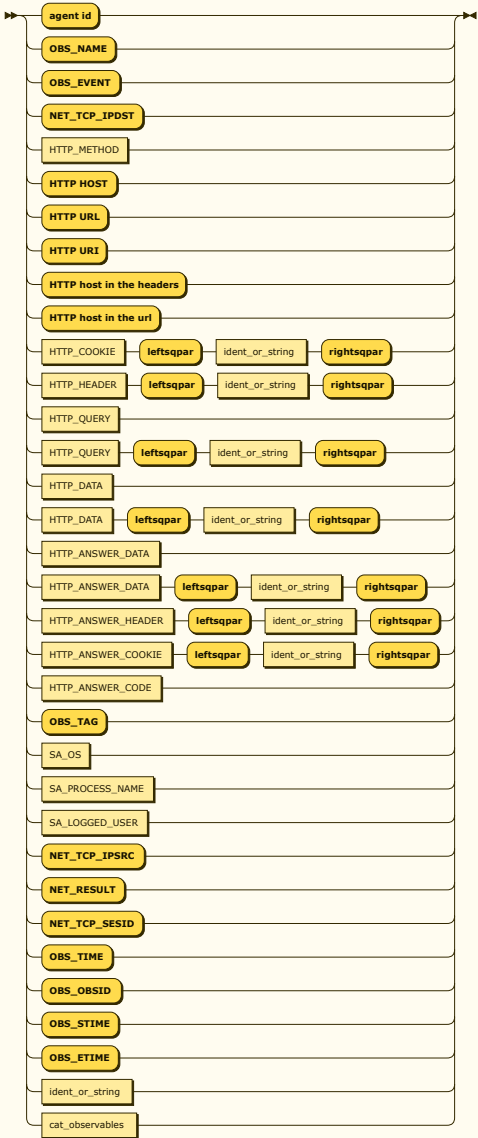 agent id
OBS_NAME
OBS_EVENT
NET_TCP_IPDST
HTTP_METHOD
HTTP HOST
HTTP URL
HTTP URI
HTTP host in the headers
HTTP host in the url
HTTP_COOKIE leftsqpar ident_or_string rightsqpar
HTTP_HEADER leftsqpar ident_or_string rightsqpar
HTTP_QUERY
HTTP_QUERY leftsqpar ident_or_string rightsqpar
HTTP_DATA
HTTP_DATA leftsqpar ident_or_string rightsqpar
HTTP_ANSWER_DATA
HTTP_ANSWER_DATA leftsqpar ident_or_string rightsqpar
HTTP_ANSWER_HEADER leftsqpar ident_or_string rightsqpar
HTTP_ANSWER_COOKIE leftsqpar ident_or_string rightsqpar
HTTP_ANSWER_CODE
OBS_TAG
SA_OS
SA_PROCESS_NAME
SA_LOGGED_USER
NET_TCP_IPSRC
NET_RESULT
NET_TCP_SESID
OBS_TIME
OBS_OBSID
OBS_STIME
OBS_ETIME
ident_or_string
cat_observables